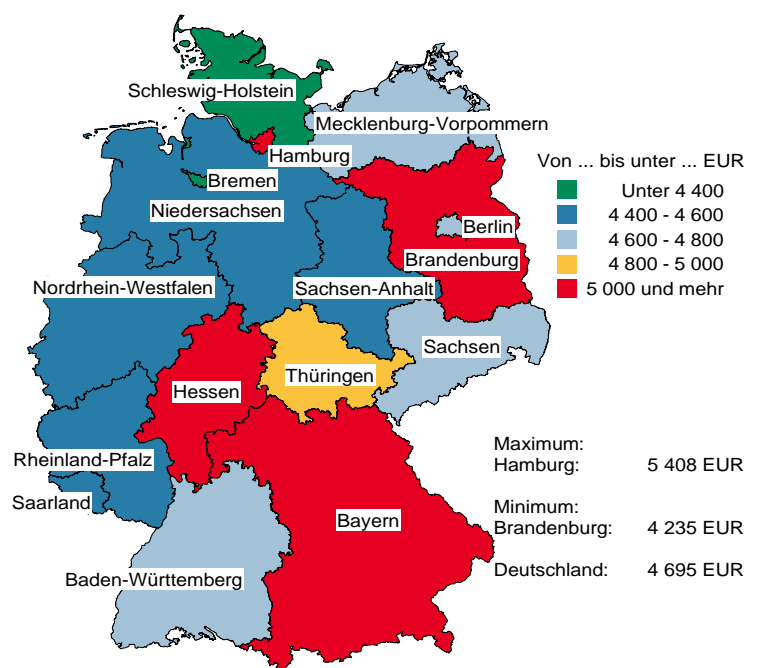 Schleswig-Holstein
Mecklenburg-Vorpommern
Hamburg
Bremen
Niedersachsen
Berlin
Brandenburg
Nordrhein-Westfalen
Sachsen-Anhalt
Sachsen
Thüringen
Hessen
Rheinland-Pfalz
Saarland
Bayern
Baden-Württemberg
Von ... bis unter ... EUR
Unter 4 400
4 400 - 4 600
4 600 - 4 800
4 800 - 5 000
5 000 und mehr
Maximum:
Hamburg: 5 408 EUR
Minimum:
Brandenburg: 4 235 EUR
Deutschland: 4 695 EUR